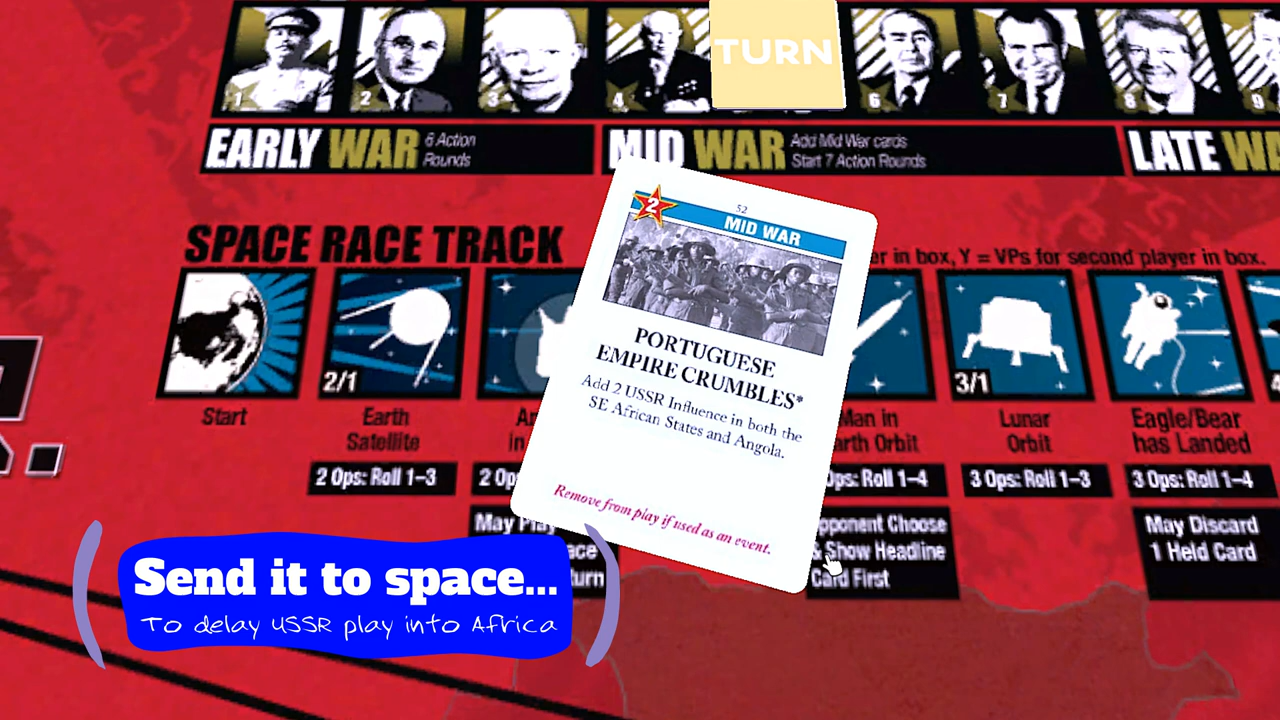 1 2 3 4 TURN 6 7 8 9
EARLY WAR 6 Action
Rounds
MID WAR Add Mid War cards
Start 7 Action Rounds
LATE
SPACE RACE TRACK
in box, Y = VPs for second player in box.
2
52
MID WAR
PORTUGUESE
EMPIRE CRUMBLES*
Add 2 USSR Influence in both the
SE African States and Angola.
Remove from play if used as an event.
2/1
3/1
Start
Earth
Satellite
Man in
Orbit
Lunar
Orbit
Eagle/Bear
has Landed
2 Ops: Roll 1–3
2
Roll 1–4
3 Ops: Roll 1–3
3 Ops: Roll 1–4
May Play
Choose
& Show Headline
Card First
May Discard
1 Held Card
Send it to space...
To delay USSR play into Africa